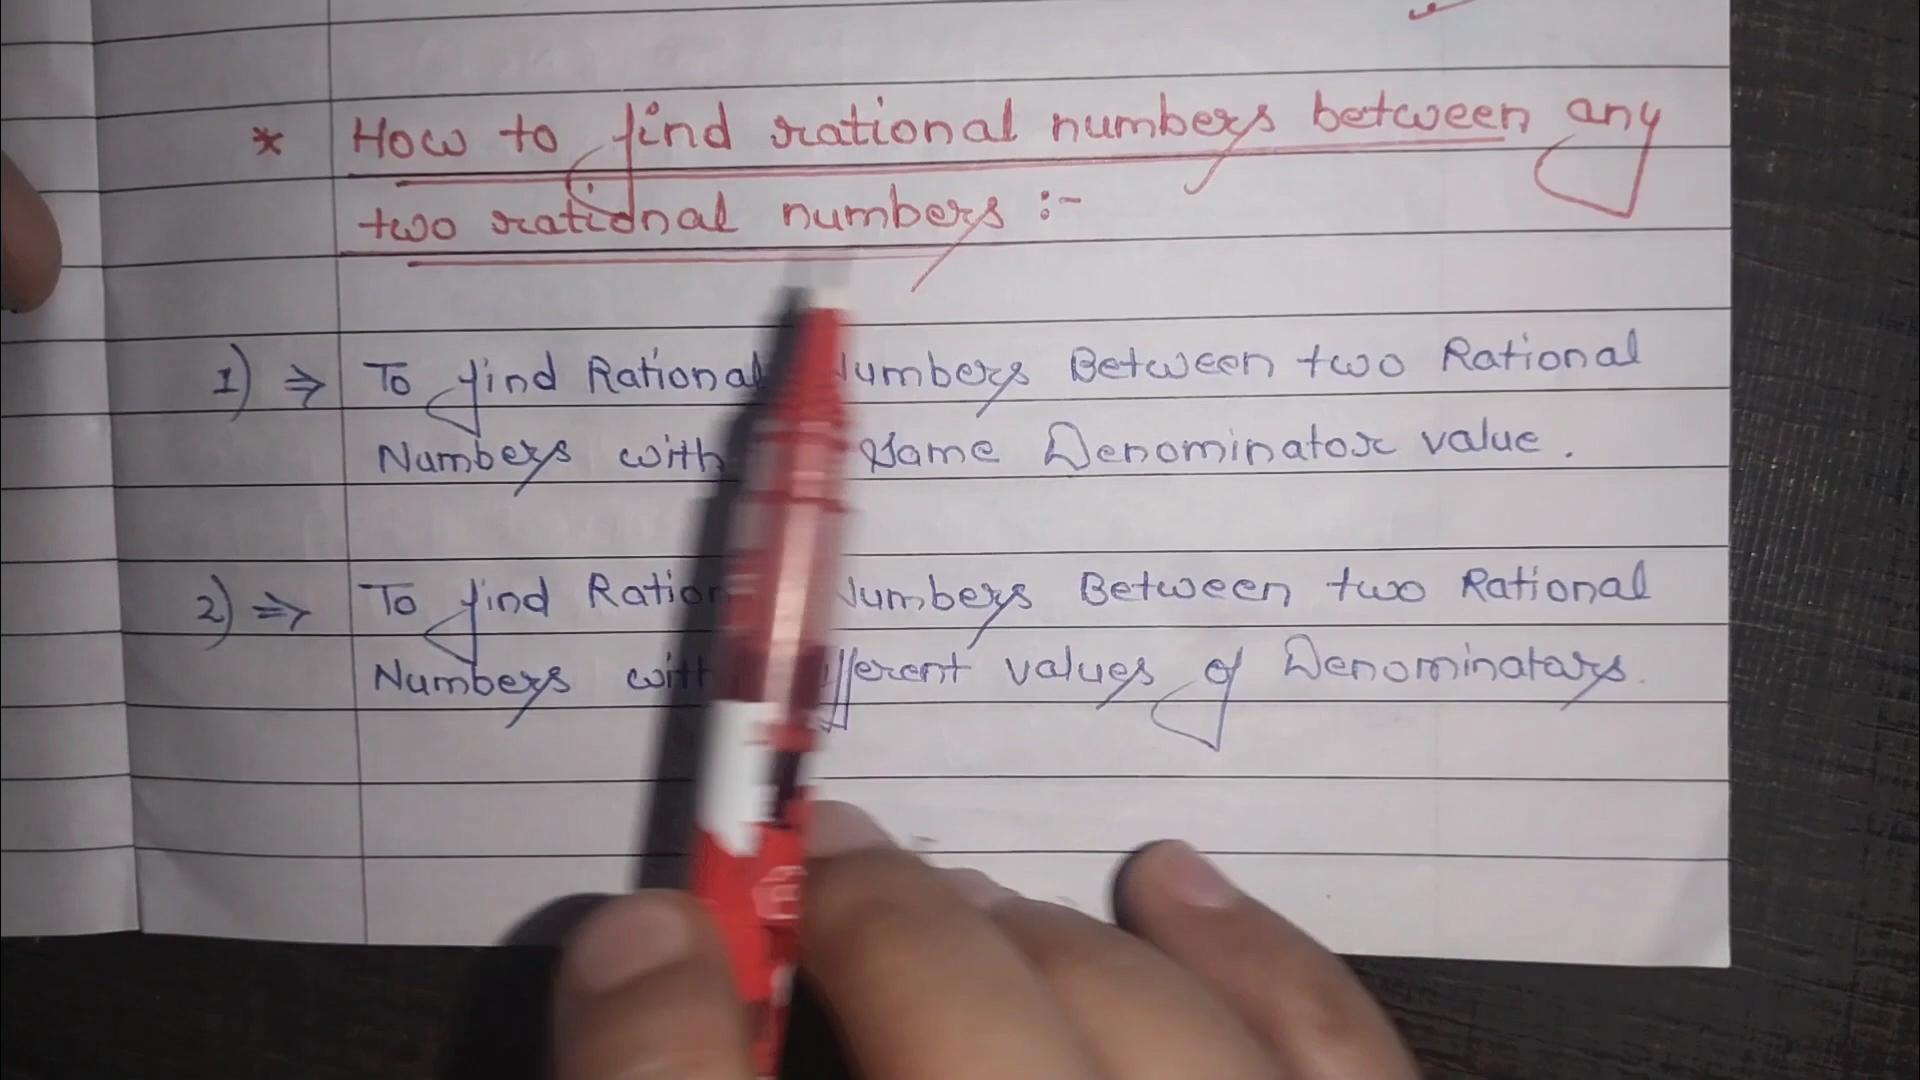 * How to find rational numbers between any
two rational numbers :-
1) ⇒ To find Rational Numbers Between two Rational
Numbers with Same Denominator value.
2) ⇒ To find Rational Numbers Between two Rational
Numbers with Different values of Denominators.